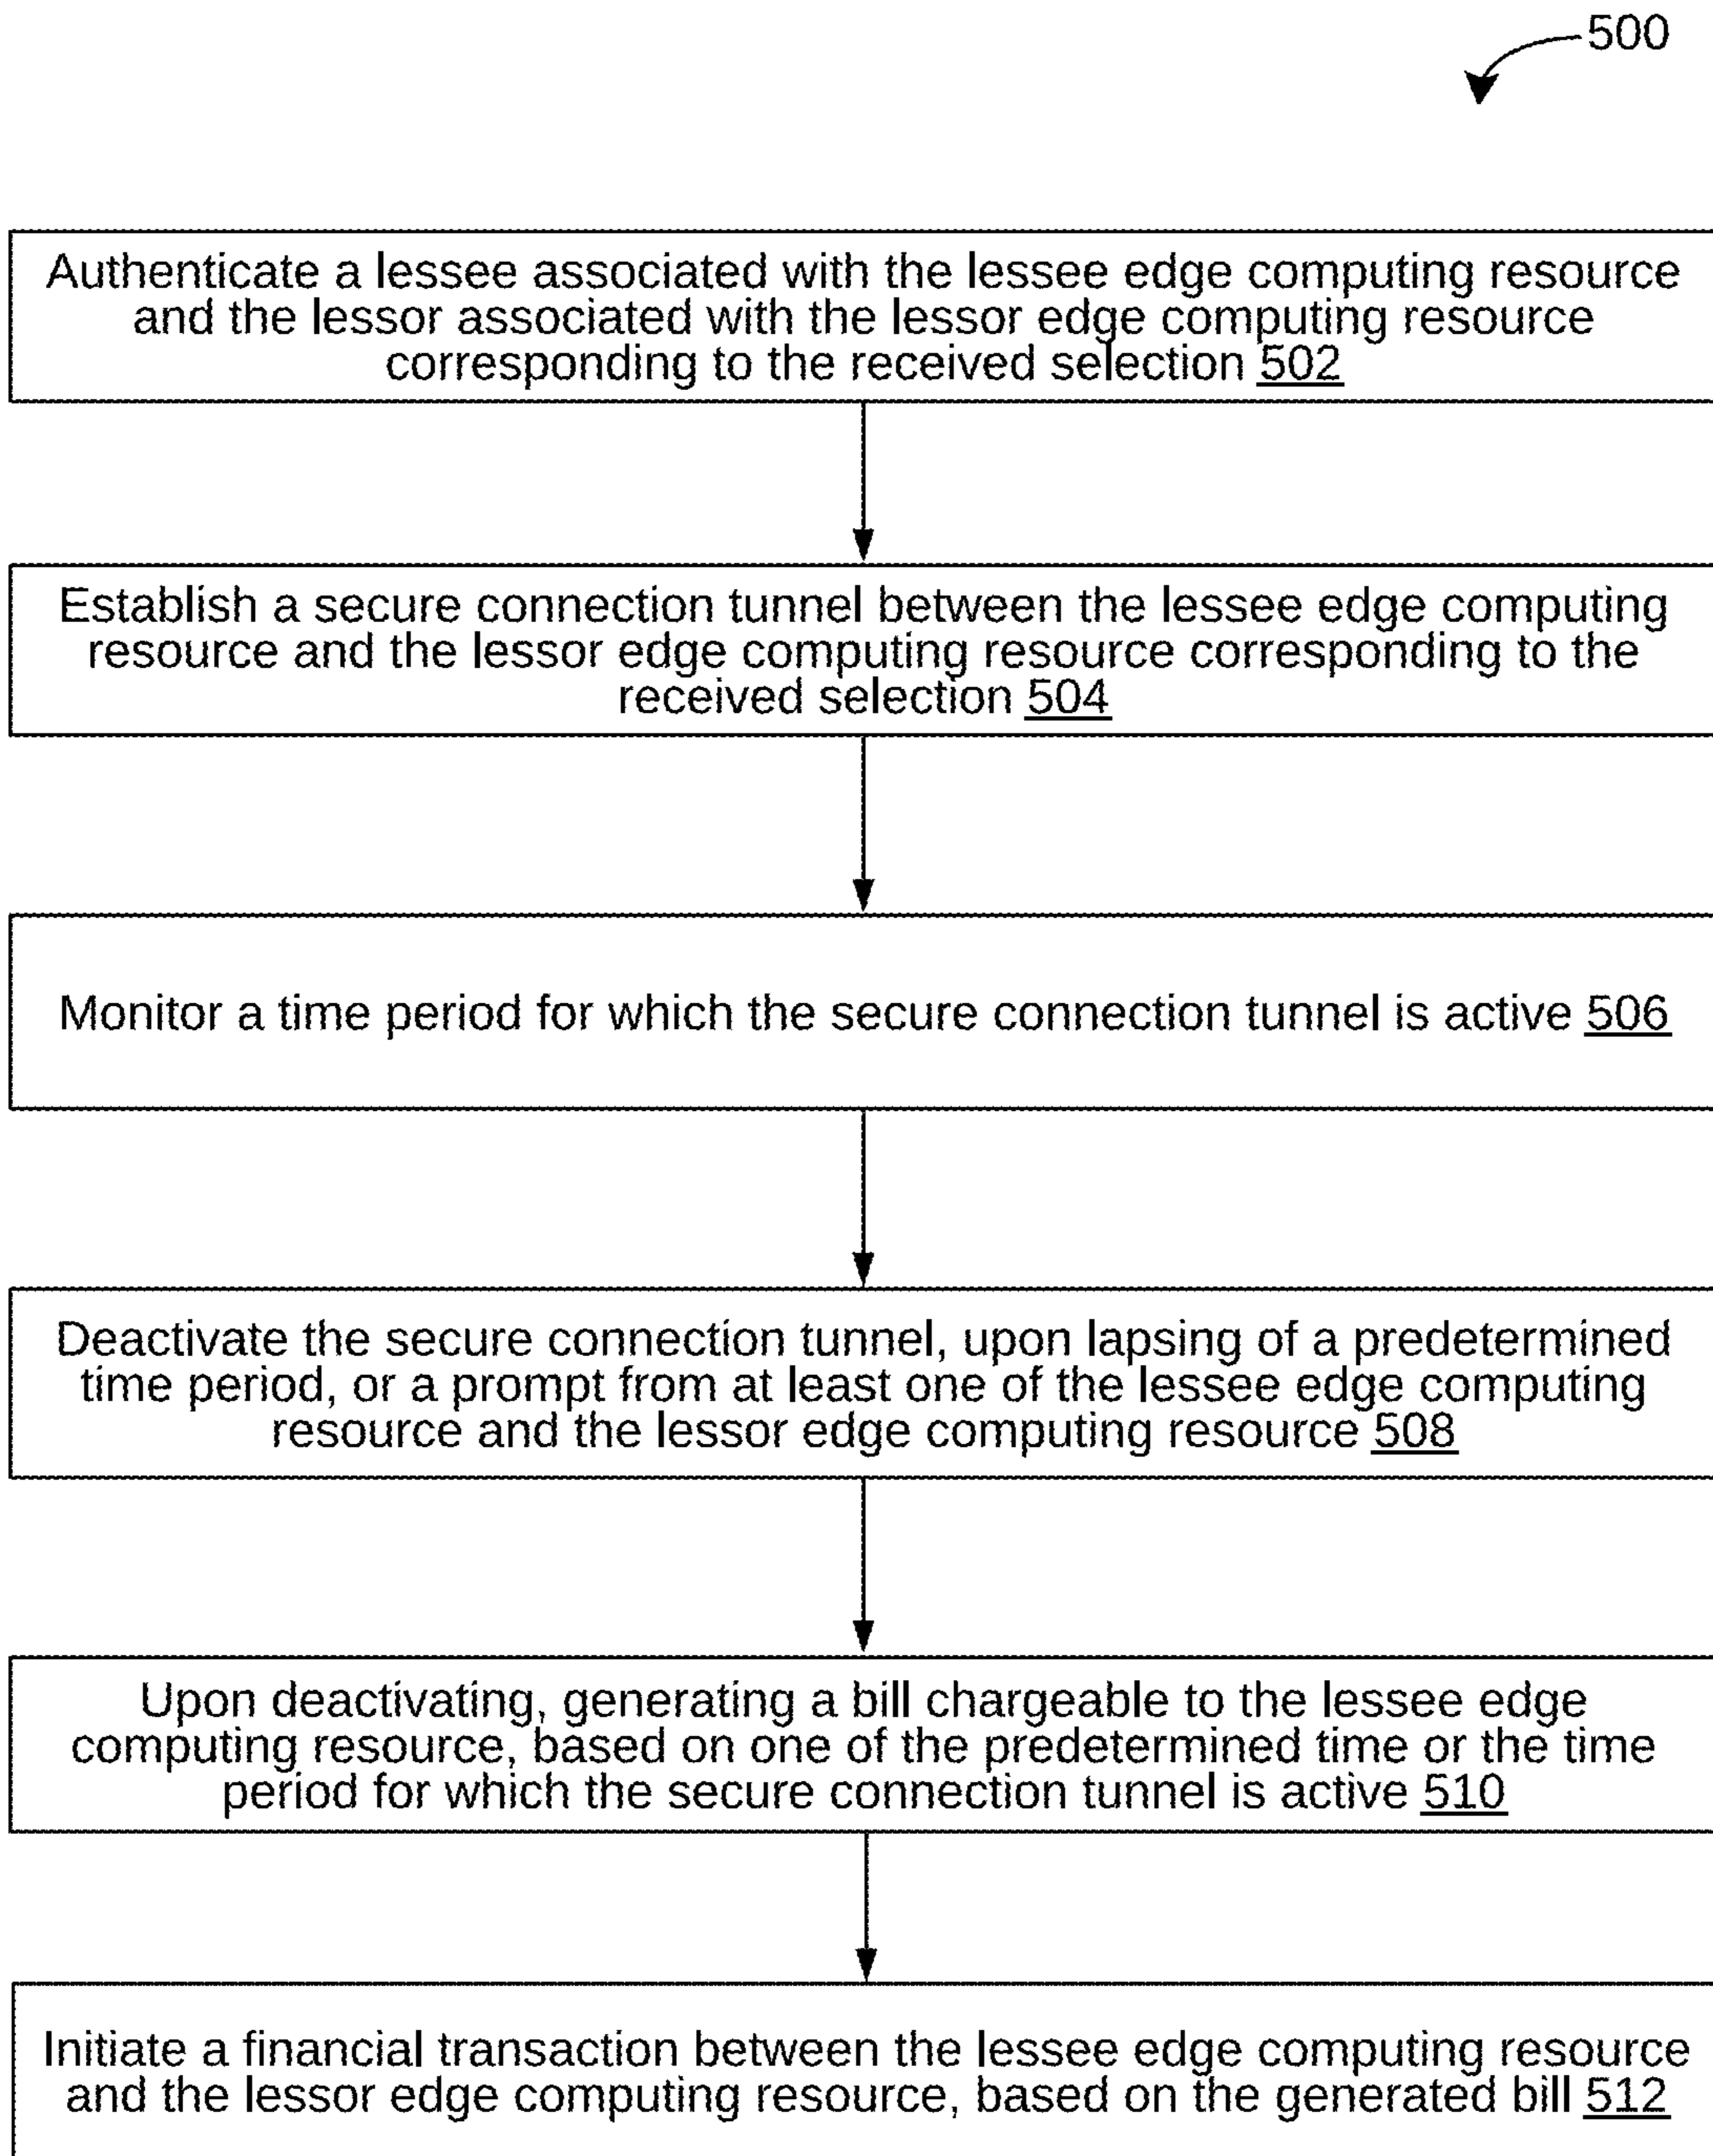 500
Authenticate a lessee associated with the lessee edge computing resource
and the lessor associated with the lessor edge computing resource
corresponding to the received selection 502
Establish a secure connection tunnel between the lessee edge computing
resource and the lessor edge computing resource corresponding to the
received selection 504
Monitor a time period for which the secure connection tunnel is active 506
Deactivate the secure connection tunnel, upon lapsing of a predetermined
time period, or a prompt from at least one of the lessee edge computing
resource and the lessor edge computing resource 508
Upon deactivating, generating a bill chargeable to the lessee edge
computing resource, based on one of the predetermined time or the time
period for which the secure connection tunnel is active 510
Initiate a financial transaction between the lessee edge computing resource
and the lessor edge computing resource, based on the generated bill 512